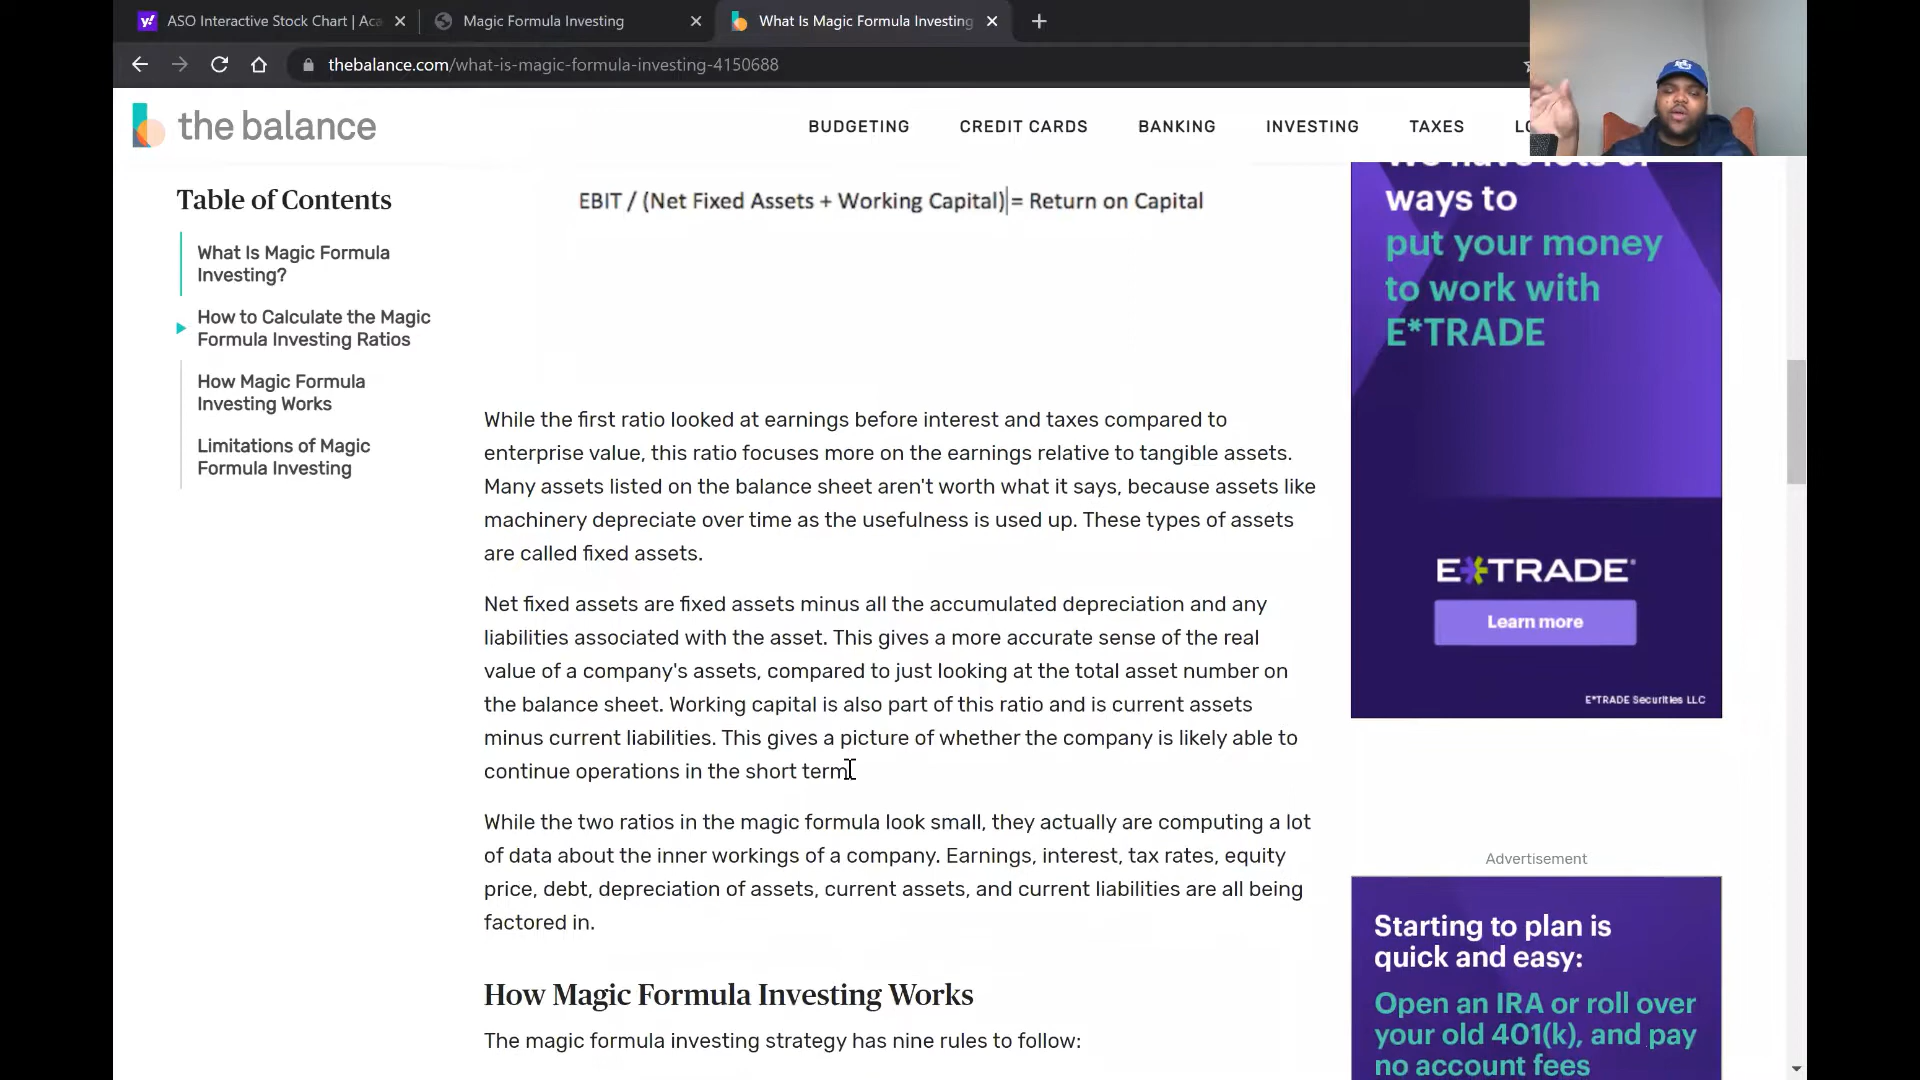 ASO Interactive Stock Chart | Aca
Magic Formula Investing
What Is Magic Formula Investing
thebalance.com/what-is-magic-formula-investing-4150688
the balance
BUDGETING CREDIT CARDS BANKING INVESTING TAXES
Table of Contents
What Is Magic Formula
Investing?
How to Calculate the Magic
Formula Investing Ratios
How Magic Formula
Investing Works
Limitations of Magic
Formula Investing
EBIT / (Net Fixed Assets + Working Capital) = Return on Capital
While the first ratio looked at earnings before interest and taxes compared to
enterprise value, this ratio focuses more on the earnings relative to tangible assets.
Many assets listed on the balance sheet aren't worth what it says, because assets like
machinery depreciate over time as the usefulness is used up. These types of assets
are called fixed assets.
Net fixed assets are fixed assets minus all the accumulated depreciation and any
liabilities associated with the asset. This gives a more accurate sense of the real
value of a company's assets, compared to just looking at the total asset number on
the balance sheet. Working capital is also part of this ratio and is current assets
minus current liabilities. This gives a picture of whether the company is likely able to
continue operations in the short term
While the two ratios in the magic formula look small, they actually are computing a lot
of data about the inner workings of a company. Earnings, interest, tax rates, equity
price, debt, depreciation of assets, current assets, and current liabilities are all being
factored in.
How Magic Formula Investing Works
The magic formula investing strategy has nine rules to follow:
We have lots of
ways to
put your money
to work with
E*TRADE
E*TRADE
Learn more
E*TRADE Securities LLC
Advertisement
Starting to plan is
quick and easy:
Open an IRA or roll over
your old 401(k), and pay
no account fees